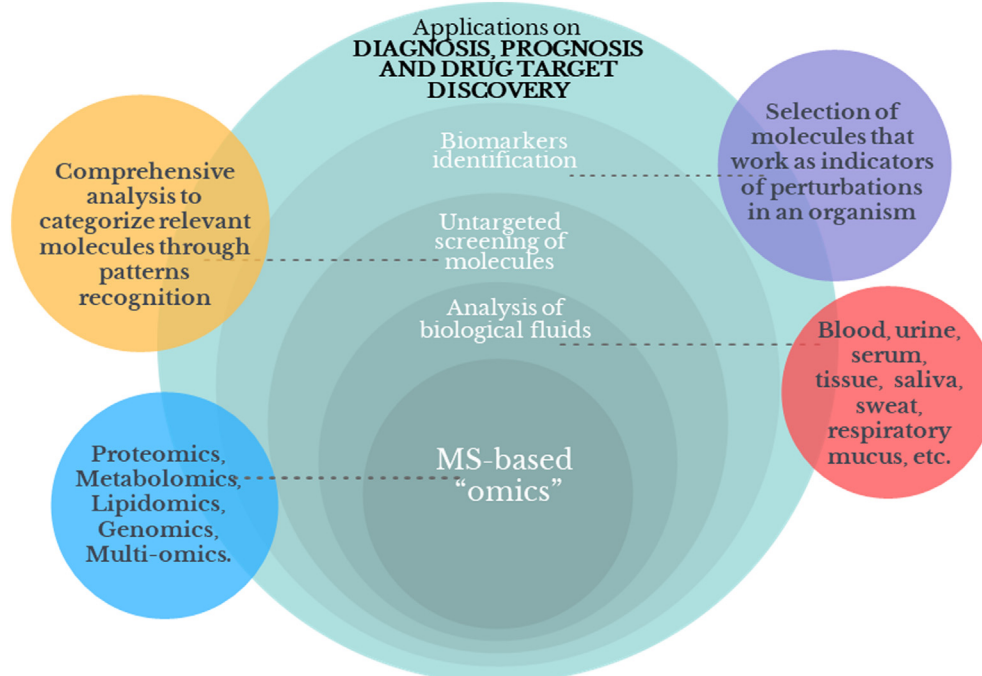 Applications on
DIAGNOSIS, PROGNOSIS
AND DRUG TARGET
DISCOVERY
Biomarkers
identification
Selection of
molecules that
work as indicators
of perturbations
in an organism
Comprehensive
analysis to
categorize relevant
molecules through
patterns
recognition
Untargeted
screening of
molecules
Analysis of
biological fluids
Blood, urine,
serum,
tissue, saliva,
sweat,
respiratory
mucus, etc.
MS-based
“omics”
Proteomics,
Metabolomics,
Lipidomics,
Genomics,
Multi-omics.